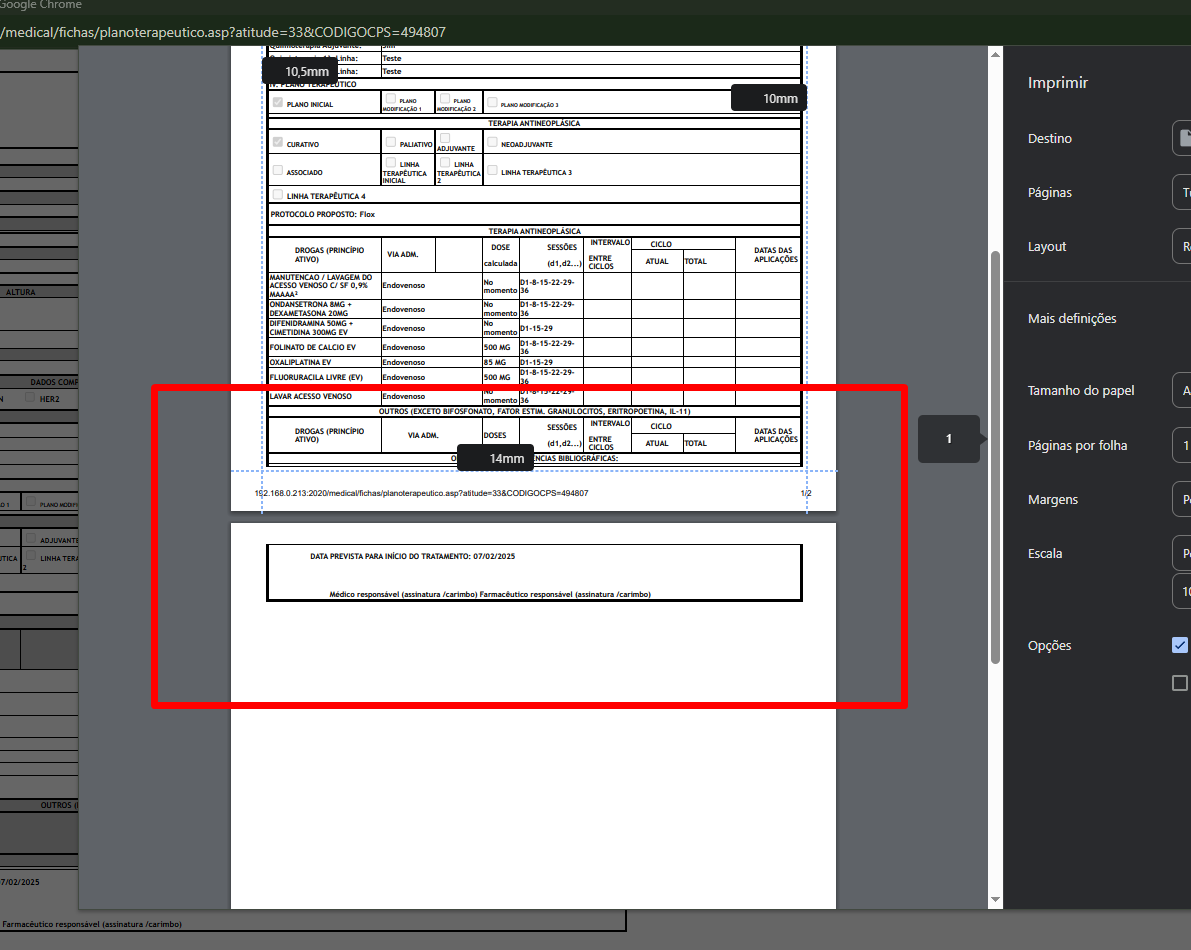 Google Chrome
/medical/fichas/planoterapeutico.asp?atitude=33&CODIGOCPS=494807
Quimioterapia Adjuvante: Sim
Linha: Teste
Linha: Teste
10,5mm
10mm
IV. PLANO TERAPÊUTICO
PLANO INICIAL
PLANO MODIFICAÇÃO 1
PLANO MODIFICAÇÃO 2
PLANO MODIFICAÇÃO 3
TERAPIA ANTINEOPLÁSICA
CURATIVO
PALIATIVO
ADJUVANTE
NEOADJUVANTE
ASSOCIADO
LINHA TERAPÊUTICA INICIAL
LINHA TERAPÊUTICA 2
LINHA TERAPÊUTICA 3
LINHA TERAPÊUTICA 4
PROTOCOLO PROPOSTO: Flox
TERAPIA ANTINEOPLÁSICA
DROGAS (PRINCÍPIO ATIVO)
VIA ADM.
DOSE calculada
SESSÕES (d1,d2...)
INTERVALO ENTRE CICLOS
CICLO
ATUAL
TOTAL
DATAS DAS APLICAÇÕES
MANUTENCAO / LAVAGEM DO ACESSO VENOSO C/ SF 0,9% MAAAA² Endovenoso No momento D1-8-15-22-29-36
ONDANSETRONA 8MG + DEXAMETASONA 20MG Endovenoso No momento D1-8-15-22-29-36
DIFENIDRAMINA 50MG + CIMETIDINA 300MG EV Endovenoso No momento D1-15-29
FOLINATO DE CALCIO EV Endovenoso 500 MG D1-8-15-22-29-36
OXALIPLATINA EV Endovenoso 85 MG D1-15-29
FLUORURACILA LIVRE (EV) Endovenoso 500 MG D1-8-15-22-29-36
LAVAR ACESSO VENOSO Endovenoso No momento D1-8-15-22-29-36
OUTROS (EXCETO BIFOSFONATO, FATOR ESTIM. GRANULOCITOS, ERITROPOETINA, IL-11)
DROGAS (PRINCÍPIO ATIVO)
VIA ADM.
DOSES
SESSÕES (d1,d2...)
INTERVALO ENTRE CICLOS
CICLO
ATUAL
TOTAL
DATAS DAS APLICAÇÕES
14mm
BIBLIOGRÁFICAS:
192.168.0.213:2020/medical/fichas/planoterapeutico.asp?atitude=33&CODIGOCPS=494807
1/2
DATA PREVISTA PARA INÍCIO DO TRATAMENTO: 07/02/2025
Médico responsável (assinatura /carimbo) Farmacêutico responsável (assinatura /carimbo)
1
Imprimir
Destino
Páginas
Layout
Mais definições
Tamanho do papel
Páginas por folha
1
Margens
Escala
10
Opções
ALTURA
DADOS COMP
HER2
PLANO MODIFI
ADJUVANTE
LINHA TERA
2
OUTROS (
7/02/2025
Farmacêutico responsável (assinatura /carimbo)